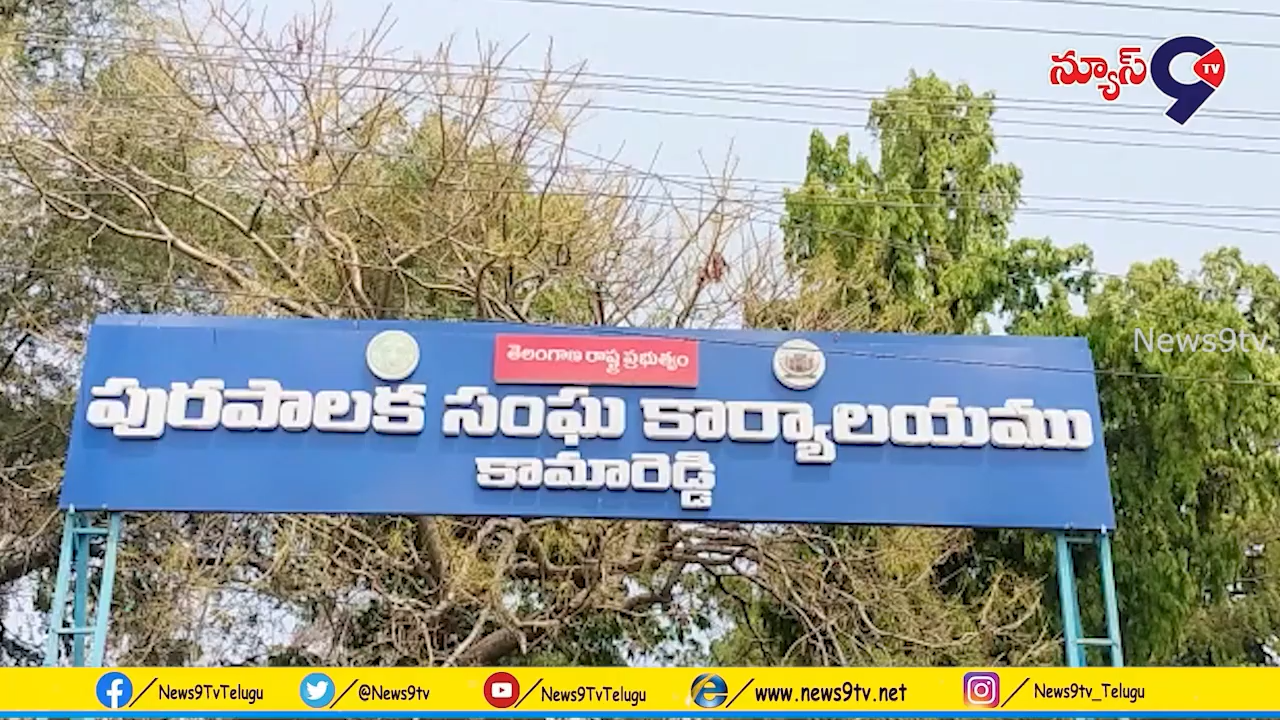 న్యూస్ 9 TV
తెలంగాణ రాష్ట్ర ప్రభుత్వం
పురపాలక సంఘ కార్యాలయము
కామారెడ్డి
News9tv.
News9TvTelugu @News9tv News9TvTelugu www.news9tv.net News9tv_Telugu